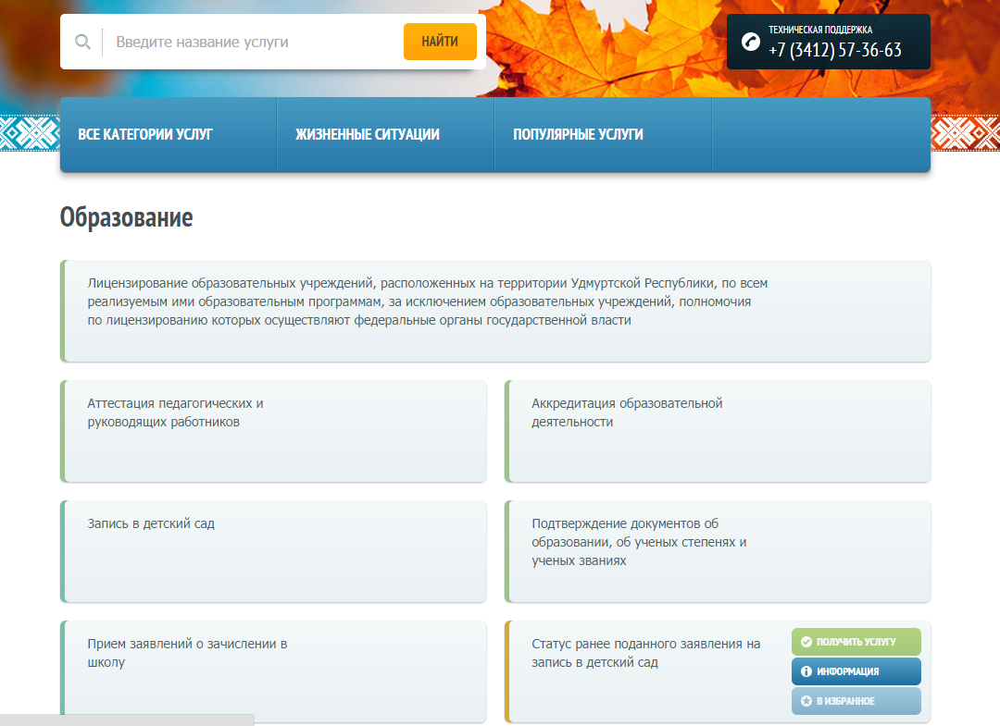 Введите название услуги
НАЙТИ
ТЕХНИЧЕСКАЯ ПОДДЕРЖКА
+7 (3412) 57-36-63
ВСЕ КАТЕГОРИИ УСЛУГ
ЖИЗНЕННЫЕ СИТУАЦИИ
ПОПУЛЯРНЫЕ УСЛУГИ
Образование
Лицензирование образовательных учреждений, расположенных на территории Удмуртской Республики, по всем
реализуемым ими образовательным программам, за исключением образовательных учреждений, полномочия
по лицензированию которых осуществляют федеральные органы государственной власти
Аттестация педагогических и
руководящих работников
Аккредитация образовательной
деятельности
Запись в детский сад
Подтверждение документов об
образовании, об ученых степенях и
ученых званиях
Прием заявлений о зачислении в
школу
Статус ранее поданного заявления на
запись в детский сад
ПОЛУЧИТЬ УСЛУГУ
ИНФОРМАЦИЯ
В ИЗБРАННОЕ